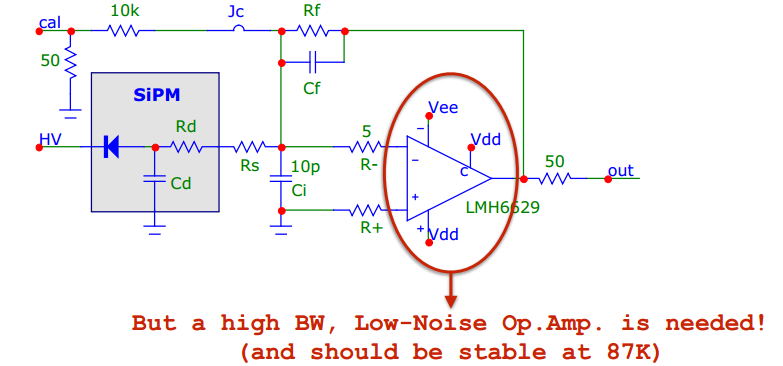 cal
10k
Jc
Rf
50
Cf
SiPM
HV
Rd
Rs
Cd
10p
Ci
5
R-
R+
Vee
Vdd
-
-
C
+
+
Vdd
LMH6629
50
out
But a high BW, Low-Noise Op.Amp. is needed!
(and should be stable at 87K)